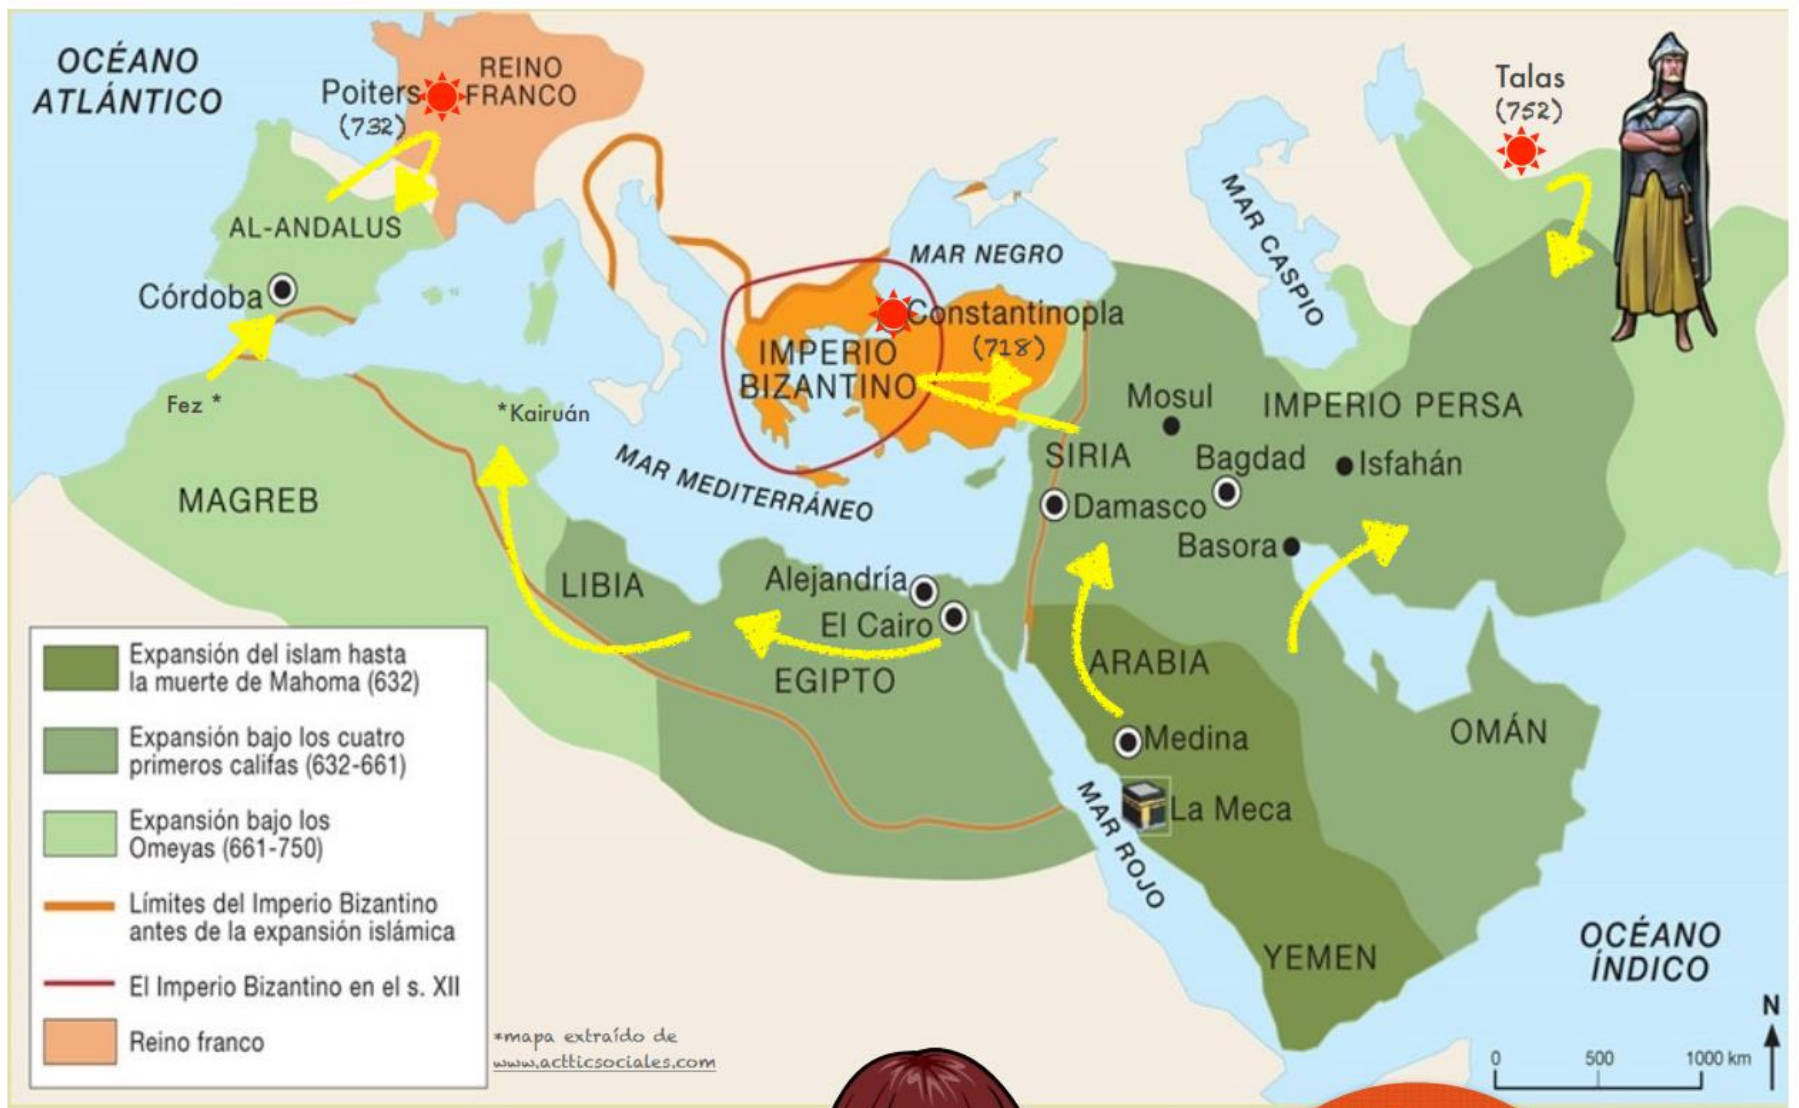 OCÉANO
ATLÁNTICO
REINO
FRANCO
Poiters
(732)
Talas
(752)
AL-ANDALUS
MAR NEGRO
MAR CASPIO
Córdoba
Constantinopla
(718)
IMPERIO
BIZANTINO
Fez *
*Kairuán
Mosul
IMPERIO PERSA
SIRIA
Bagdad
Isfahán
MAGREB
MAR MEDITERRÁNEO
Damasco
Basora
LIBIA
Alejandría
El Cairo
EGIPTO
ARABIA
Medina
OMÁN
La Meca
MAR ROJO
YEMEN
OCÉANO
ÍNDICO
Expansión del islam hasta
la muerte de Mahoma (632)
Expansión bajo los cuatro
primeros califas (632-661)
Expansión bajo los
Omeyas (661-750)
Límites del Imperio Bizantino
antes de la expansión islámica
El Imperio Bizantino en el s. XII
Reino franco
*mapa extraído de
www.actticsociales.com
N
0 500 1000 km